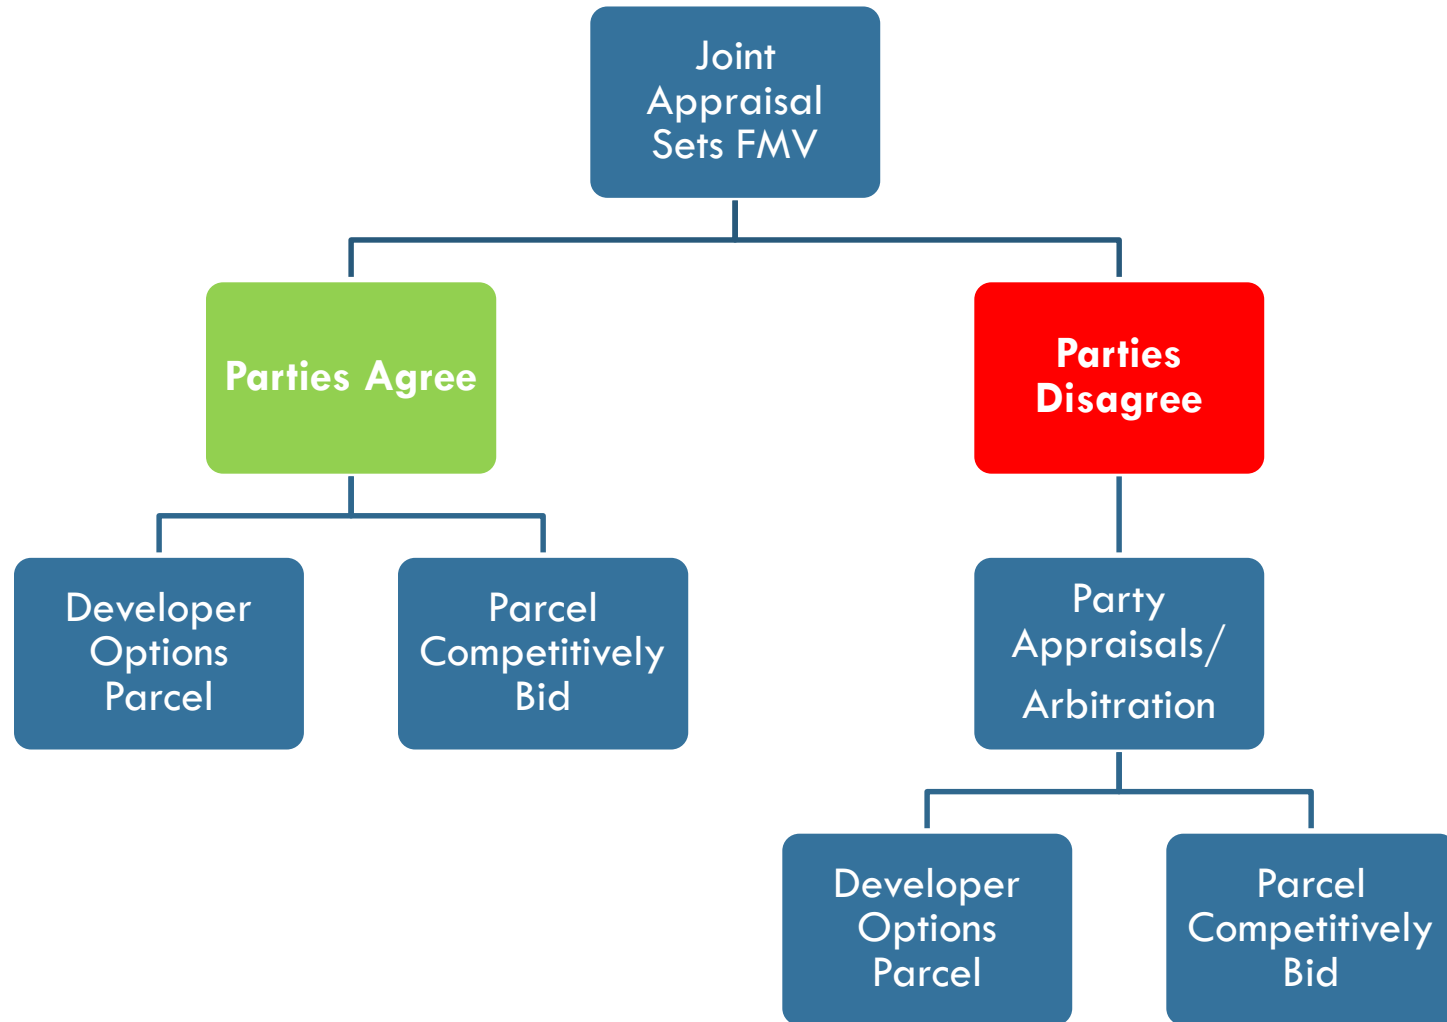 Joint
Appraisal
Sets FMV
Parties Agree
Parties
Disagree
Developer
Options
Parcel
Parcel
Competitively
Bid
Party
Appraisals/
Arbitration
Developer
Options
Parcel
Parcel
Competitively
Bid